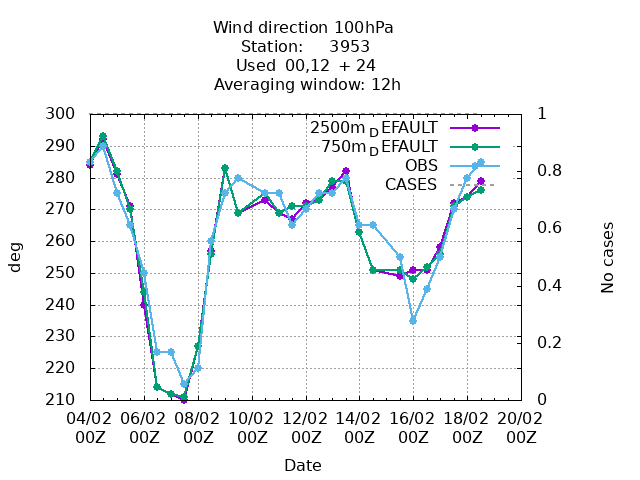 Wind direction 100hPa
Station: 3953
Used 00,12 + 24
Averaging window: 12h
2500m_DEFAULT
750m_DEFAULT
OBS
CASES
deg
300
290
280
270
260
250
240
230
220
210
1
0.8
0.6
0.4
0.2
0
No cases
04/02 06/02 08/02 10/02 12/02 14/02 16/02 18/02 20/02
00Z 00Z 00Z 00Z 00Z 00Z 00Z 00Z 00Z
Date